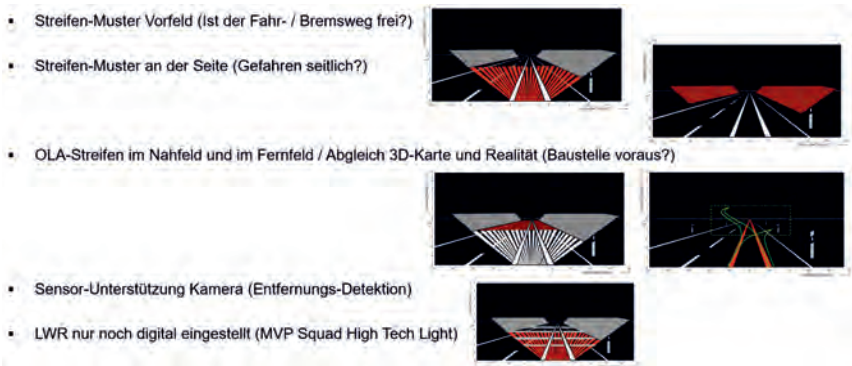 ▪ Streifen-Muster Vorfeld (Ist der Fahr- / Bremsweg frei?)
▪ Streifen-Muster an der Seite (Gefahren seitlich?)
▪ OLA-Streifen im Nahfeld und im Fernfeld / Abgleich 3D-Karte und Realität (Baustelle voraus?)
▪ Sensor-Unterstützung Kamera (Entfernungs-Detektion)
▪ LWR nur noch digital eingestellt (MVP Squad High Tech Light)